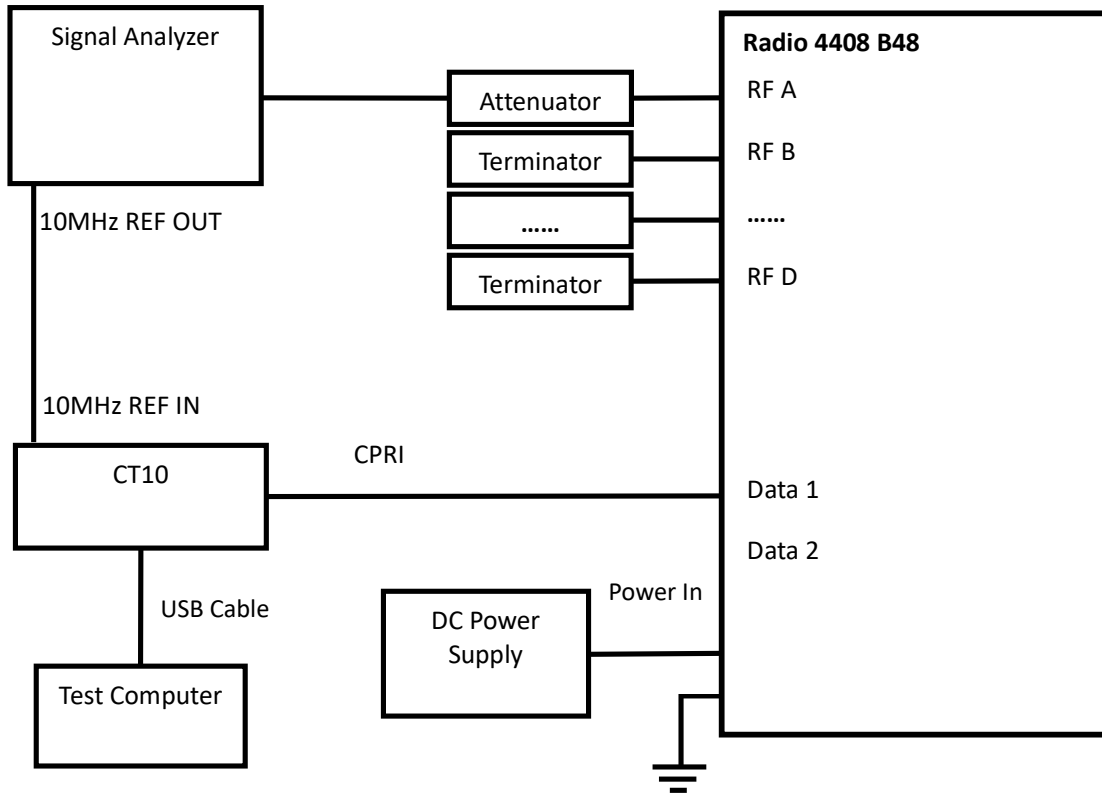 Signal Analyzer
Radio 4408 B48
Attenuator
RF A
Terminator
RF B
……
……
Terminator
RF D
10MHz REF OUT
10MHz REF IN
CT10
CPRI
Data 1
Data 2
USB Cable
DC Power
Supply
Power In
Test Computer